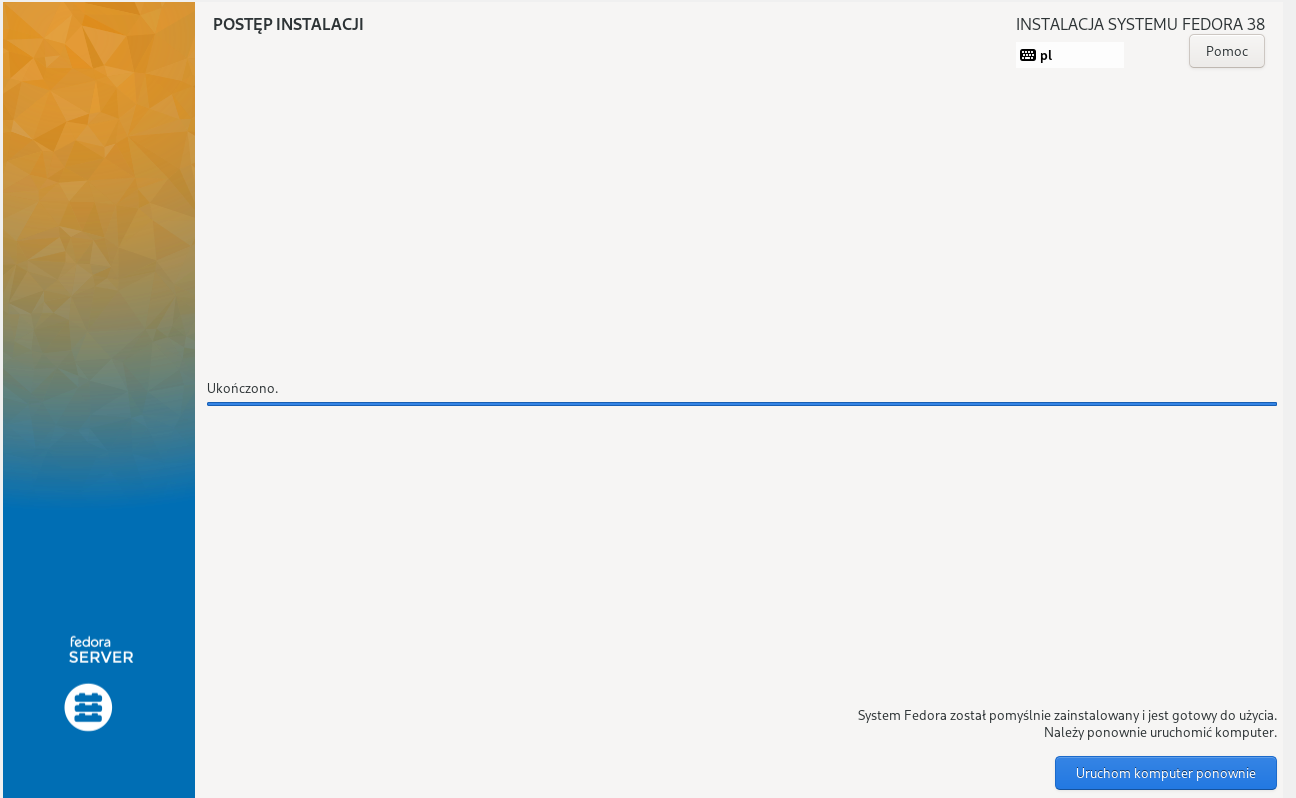 POSTĘP INSTALACJI
INSTALACJA SYSTEMU FEDORA 38
pl
Pomoc
Ukończono.
fedora
SERVER
System Fedora został pomyślnie zainstalowany i jest gotowy do użycia.
Należy ponownie uruchomić komputer.
Uruchom komputer ponownie